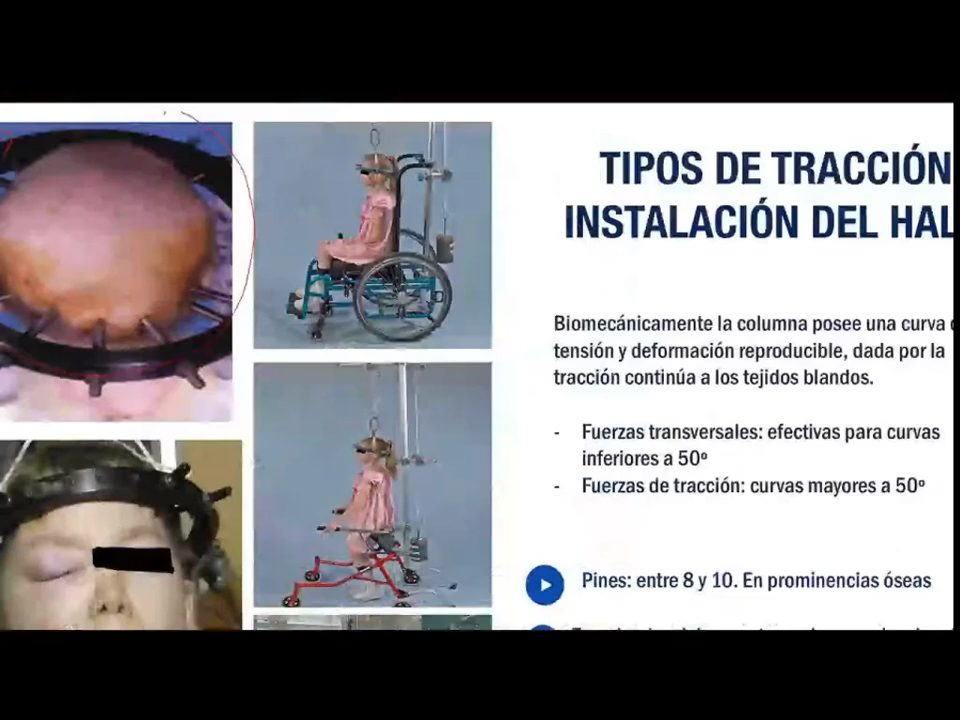 TIPOS DE TRACCIÓN
INSTALACIÓN DEL HAL
Biomecánicamente la columna posee una curva
tensión y deformación reproducible, dada por la
tracción continúa a los tejidos blandos.
- Fuerzas transversales: efectivas para curvas
inferiores a 50º
- Fuerzas de tracción: curvas mayores a 50º
Pines: entre 8 y 10. En prominencias óseas